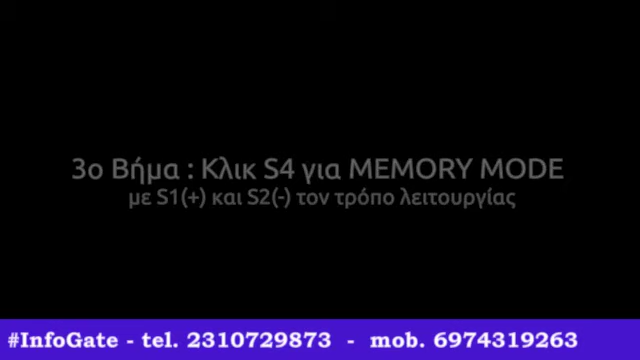 3ο Βήμα : Κλικ S4 για MEMORY MODE
με S1(+) και S2(-) τον τρόπο λειτουργίας
#InfoGate - tel. 2310729873 - mob. 6974319263